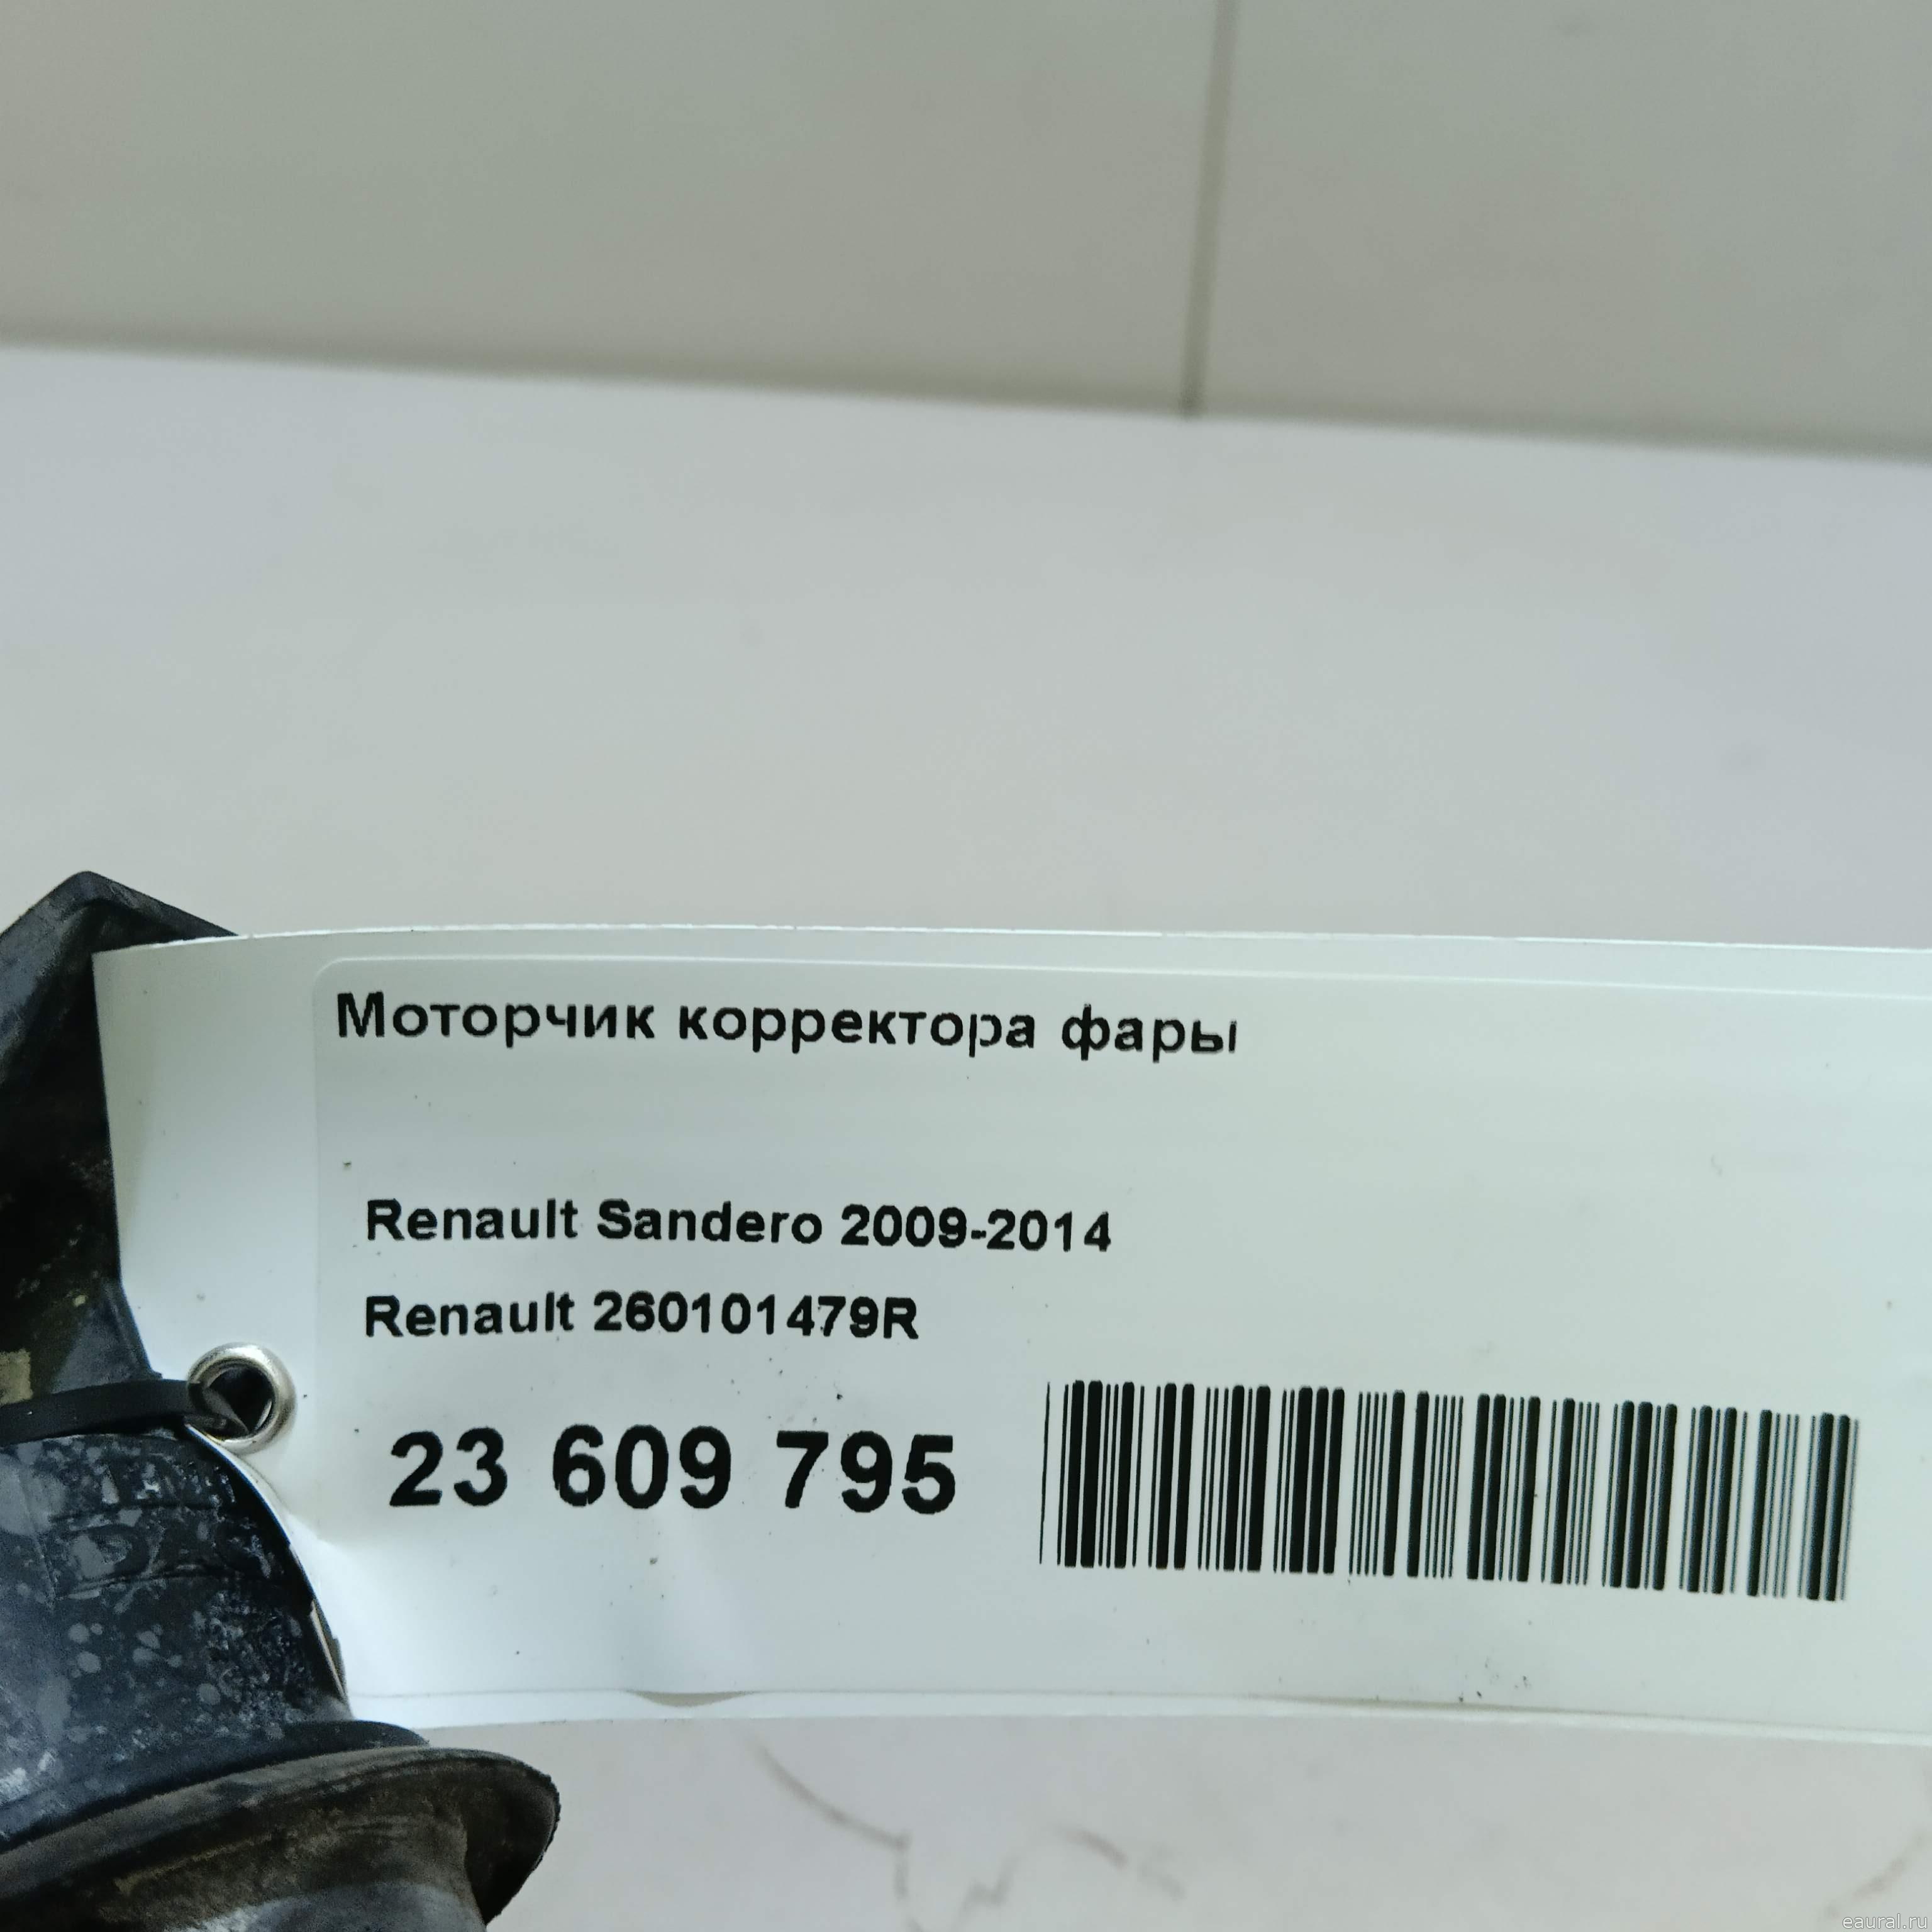 Моторчик корректора фары
Renault Sandero 2009-2014
Renault 260101479R
23 609 795
eaural.ru